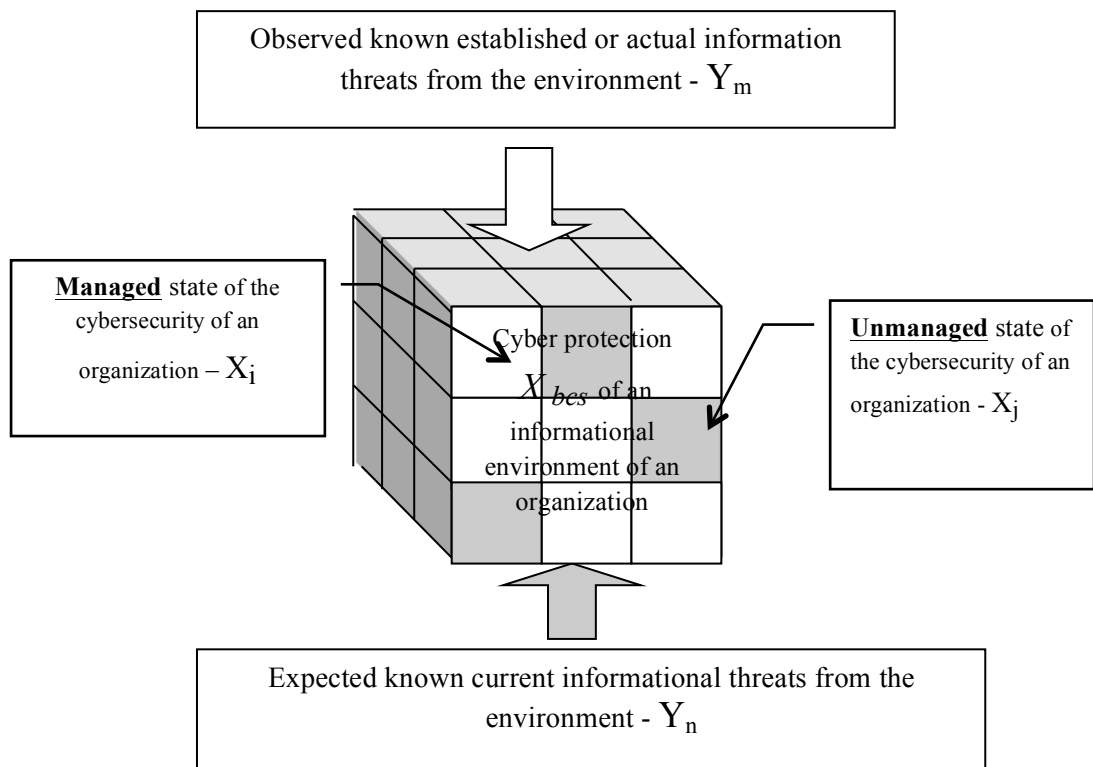 Observed known established or actual information
threats from the environment - Ym
Managed state of the
cybersecurity of an
organization – Xi
Cyber protection
X bcs of an
informational
environment of an
organization
Unmanaged state of
the cybersecurity of an
organization - Xj
Expected known current informational threats from the
environment - Yn